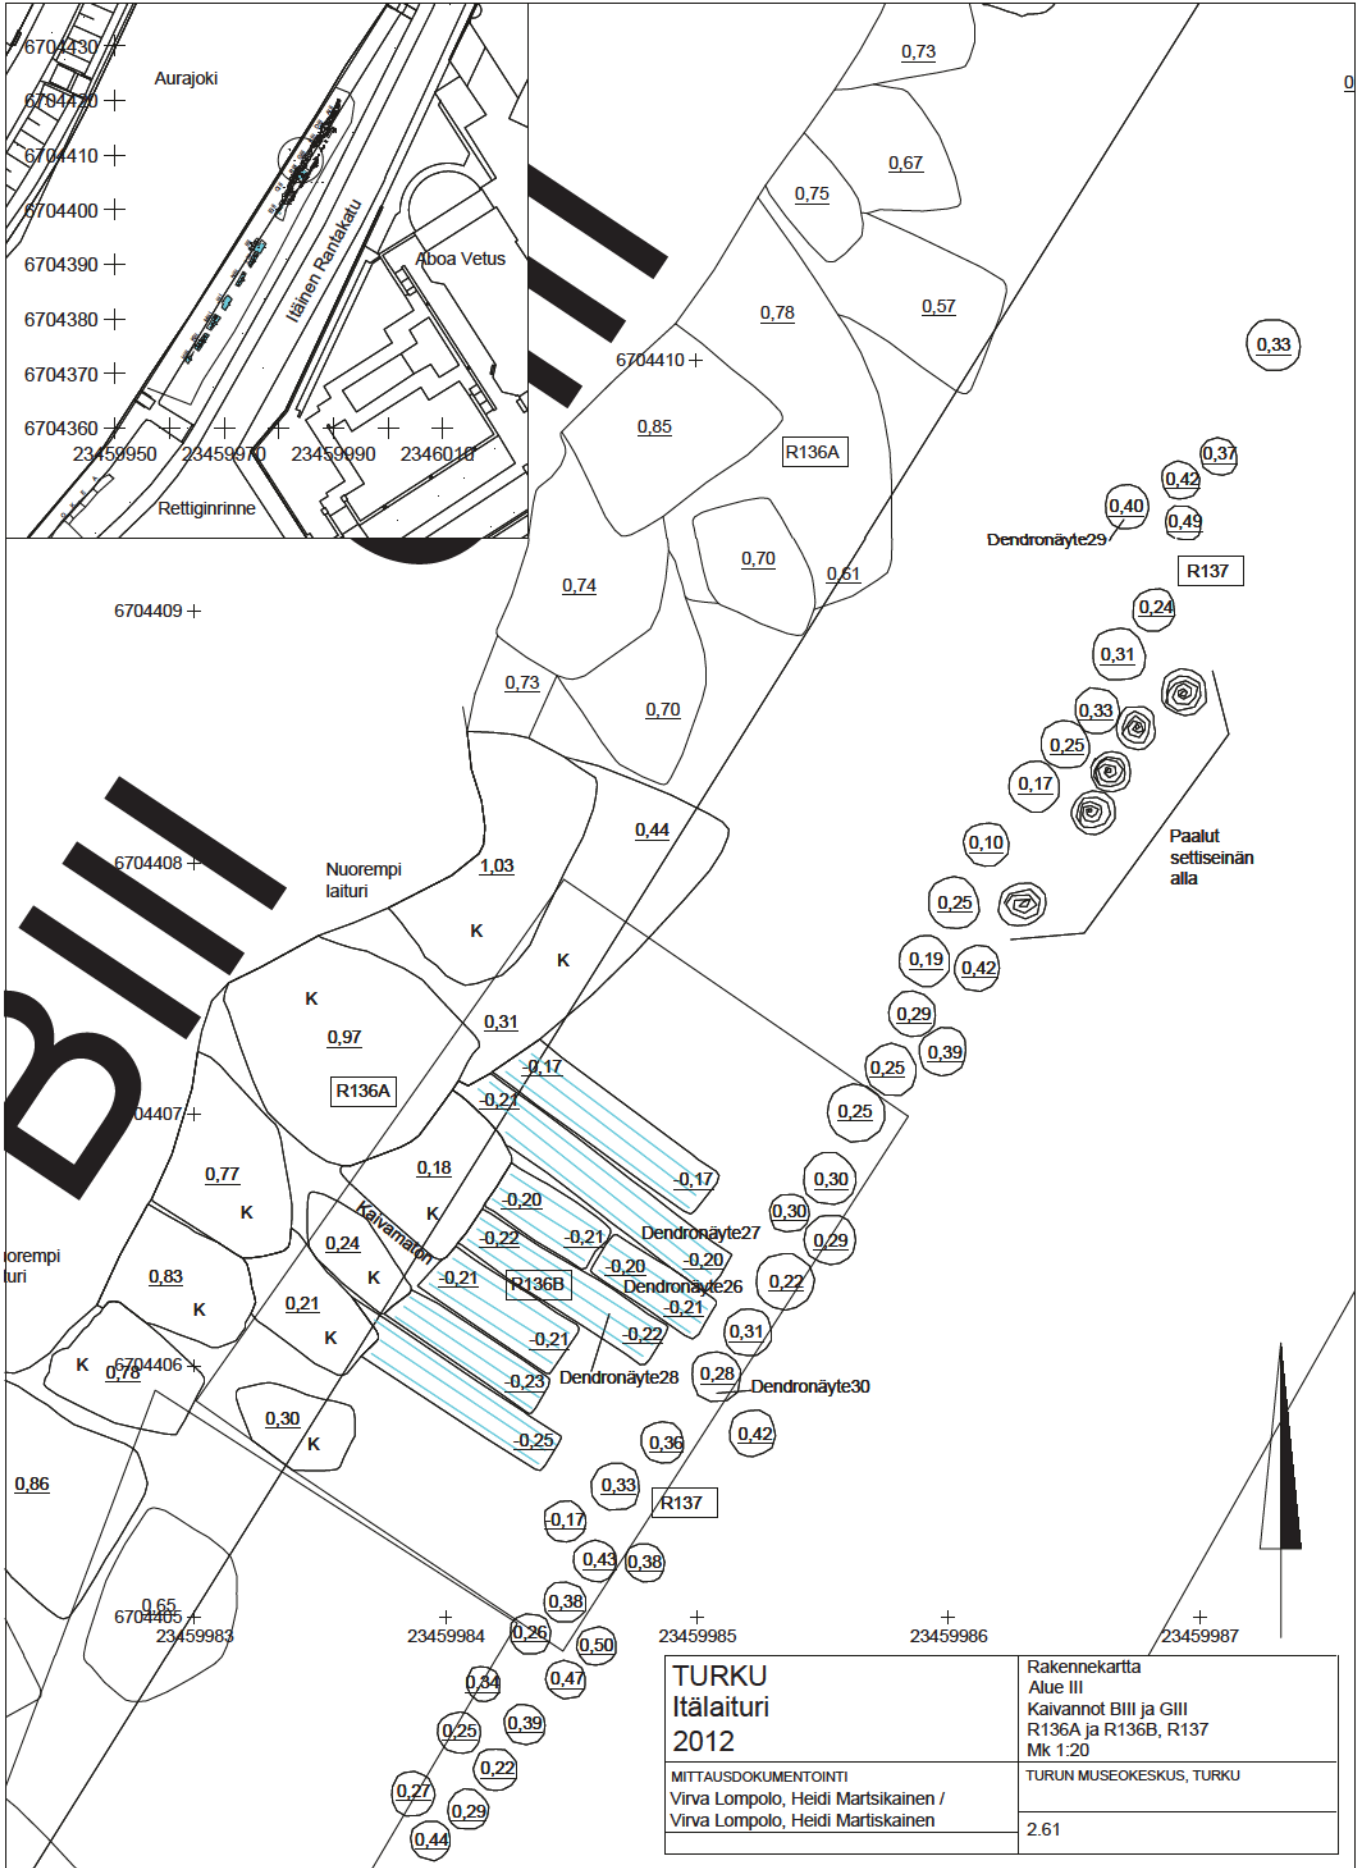 6704430
6704420
6704410
6704400
6704390
6704380
6704370
6704360
23459950
23459970
23459990
2346010
Aurajoki
Itäinen Rantakatu
Aboa Vetus
Rettiginrinne
0,73
0,67
0,75
0,57
0,78
0,33
6704410
0,85
R136A
0,37
0,42
0,40
0,49
Dendronäyte29
R137
0,70
0,61
0,74
6704409
0,24
0,31
0,73
0,70
0,33
0,25
0,17
0,44
0,10
Paalut
settiseinän
alla
6704408
Nuorempi
laituri
1,03
0,25
K
K
0,19
0,42
BIII
K
0,97
0,31
0,29
0,39
0,25
-0,17
R136A
-0,21
0,25
04407
0,77
K
0,18
K
-0,17
0,30
-0,20
0,30
Kaivamaton
0,24
K
-0,22
-0,21
Dendronäyte27
0,29
uorempi
turi
0,83
K
-0,21
R136B
-0,20
-0,20
Dendronäyte26
0,22
0,21
K
-0,21
-0,21
-0,22
0,31
K
6704406
0,78
-0,23
Dendronäyte28
0,28
Dendronäyte30
0,30
K
-0,25
0,36
0,42
0,86
0,33
R137
-0,17
0,43
0,38
0,65
6704405
0,38
0,26
0,50
23459983
23459984
23459985
23459986
23459987
0,34
0,47
0,25
0,39
0,22
0,27
0,29
0,44
TURKU
Itälaituri
2012
Rakennekartta
Alue III
Kaivannot BIII ja GIII
R136A ja R136B, R137
Mk 1:20
MITTAUSDOKUMENTOINTI
Virva Lompolo, Heidi Martsikainen /
Virva Lompolo, Heidi Martiskainen
TURUN MUSEOKESKUS, TURKU
2.61